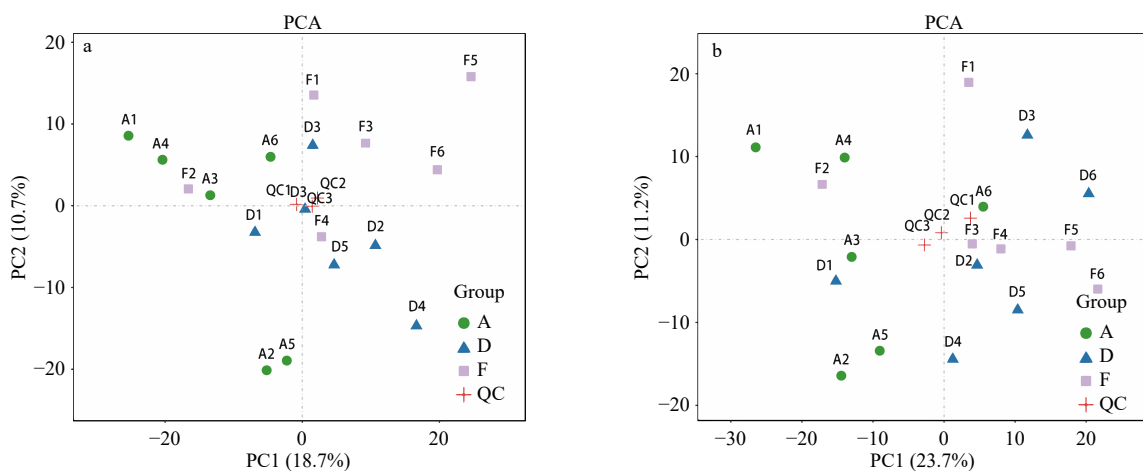 PCA
a
20
10
0
−10
−20
PC2 (10.7%)
F5
F1
A1
D3
F3
A4
A6
F6
F2
A3
QC1
D3
QC2
QC3
D1
F4
D2
D5
D4
A2
A5
Group
A
D
F
QC
−20
0
20
PC1 (18.7%)
PCA
b
20
10
0
−10
−20
PC2 (11.2%)
F1
D3
A1
A4
D6
F2
A6
QC1
QC2
QC3
F3
F4
F5
A3
D1
D2
F6
D5
A5
D4
A2
Group
A
D
F
QC
−30
−20
−10
0
10
20
PC1 (23.7%)